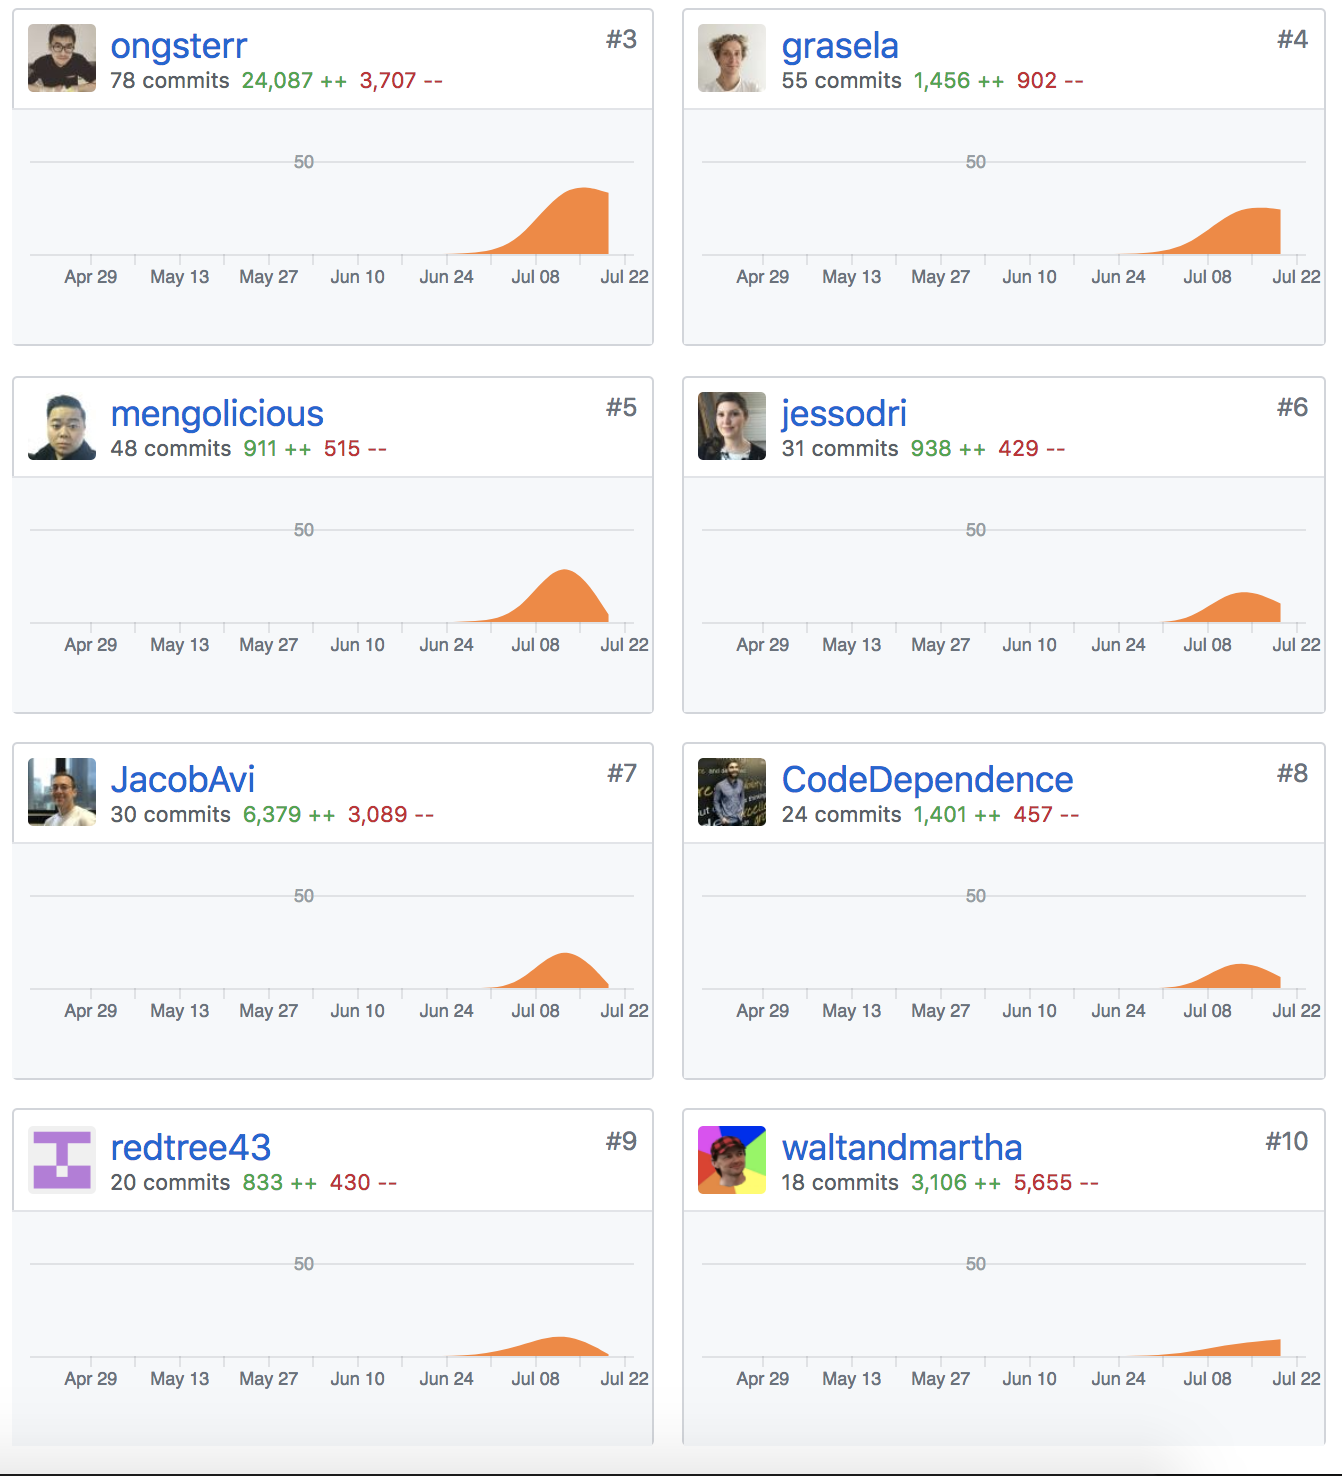 ongsterr #3
78 commits 24,087 ++ 3,707 --
50
Apr 29 May 13 May 27 Jun 10 Jun 24 Jul 08 Jul 22
grasela #4
55 commits 1,456 ++ 902 --
50
Apr 29 May 13 May 27 Jun 10 Jun 24 Jul 08 Jul 22
mengolicious #5
48 commits 911 ++ 515 --
50
Apr 29 May 13 May 27 Jun 10 Jun 24 Jul 08 Jul 22
jessodri #6
31 commits 938 ++ 429 --
50
Apr 29 May 13 May 27 Jun 10 Jun 24 Jul 08 Jul 22
JacobAvi #7
30 commits 6,379 ++ 3,089 --
50
Apr 29 May 13 May 27 Jun 10 Jun 24 Jul 08 Jul 22
CodeDependence #8
24 commits 1,401 ++ 457 --
50
Apr 29 May 13 May 27 Jun 10 Jun 24 Jul 08 Jul 22
redtree43 #9
20 commits 833 ++ 430 --
50
Apr 29 May 13 May 27 Jun 10 Jun 24 Jul 08 Jul 22
waltandmartha #10
18 commits 3,106 ++ 5,655 --
50
Apr 29 May 13 May 27 Jun 10 Jun 24 Jul 08 Jul 22